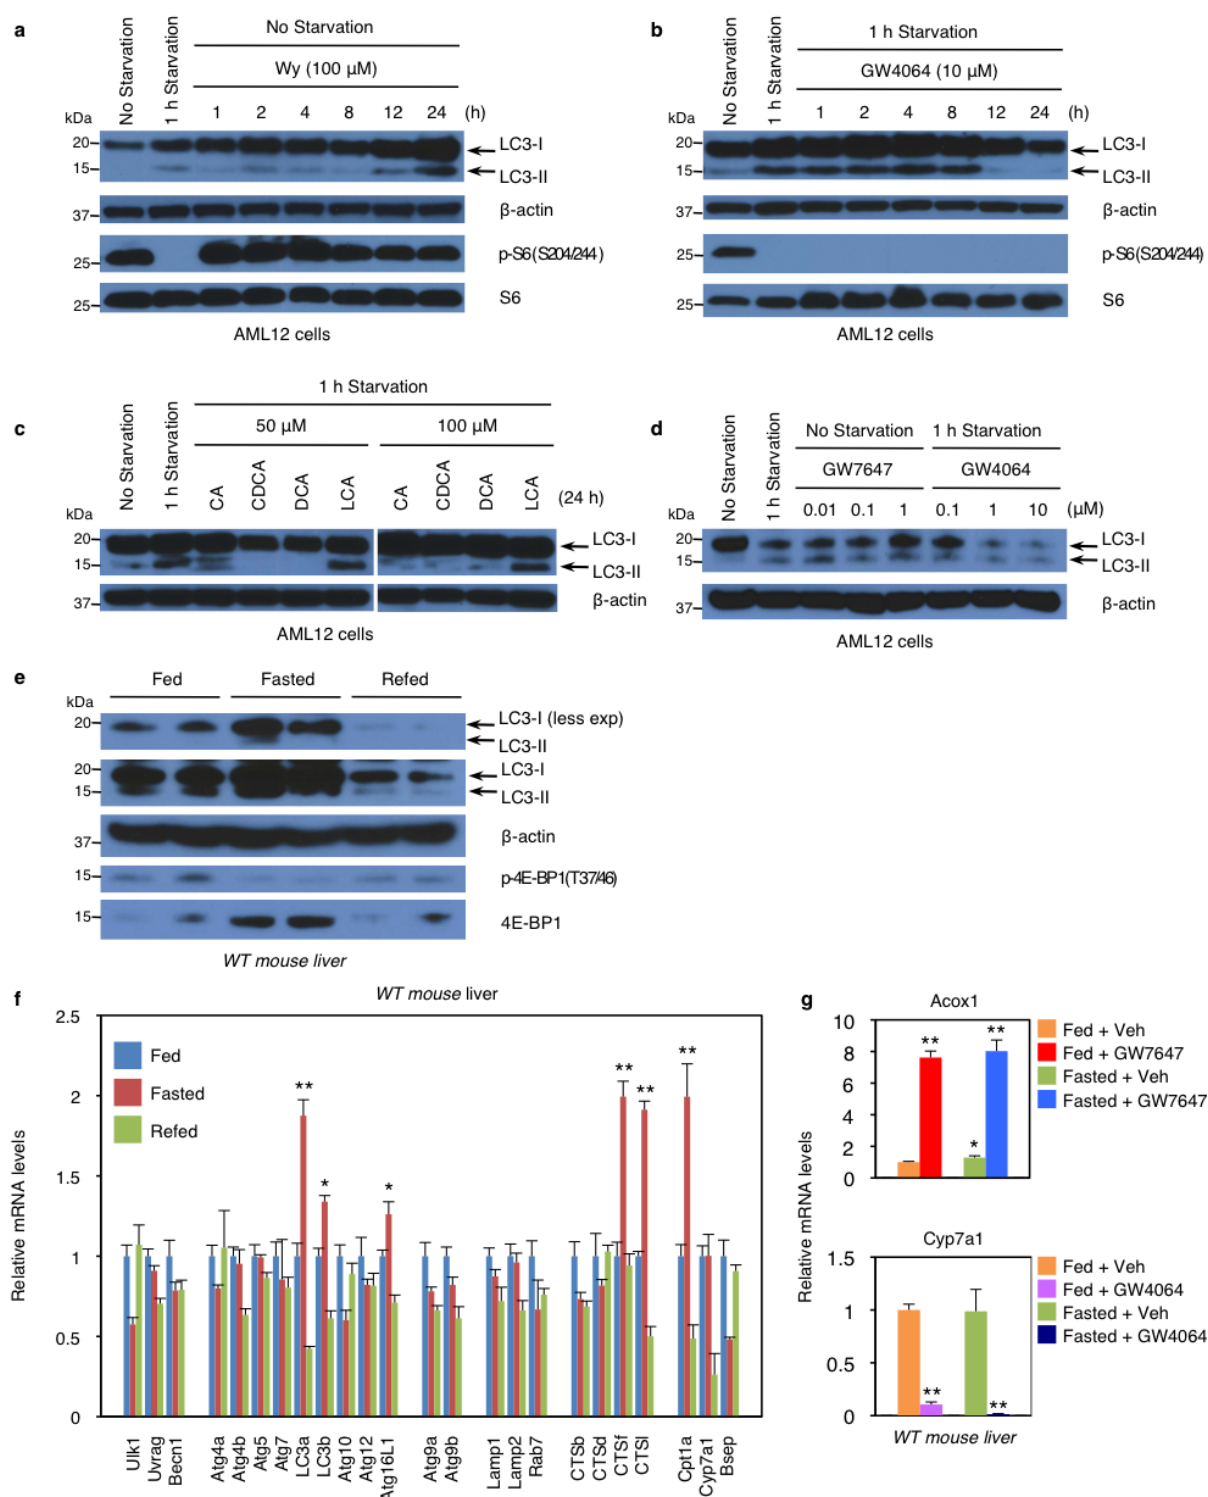 a
No Starvation
1 h Starvation
No Starvation
Wy (100 µM)
kDa
1 2 4 8 12 24 (h)
20
15
LC3-I
LC3-II
37
β-actin
25
p-S6(S204/244)
25
S6
AML12 cells
b
No Starvation
1 h Starvation
1 h Starvation
GW4064 (10 µM)
kDa
1 2 4 8 12 24 (h)
20
15
LC3-I
LC3-II
37
β-actin
25
p-S6(S204/244)
25
S6
AML12 cells
c
No Starvation
1 h Starvation
1 h Starvation
50 µM
100 µM
CA CDCA DCA LCA CA CDCA DCA LCA (24 h)
kDa
20
15
LC3-I
LC3-II
37
β-actin
AML12 cells
d
No Starvation
1 h Starvation
No Starvation
1 h Starvation
GW7647
GW4064
kDa
0.01 0.1 1 0.1 1 10 (µM)
20
15
LC3-I
LC3-II
37
β-actin
AML12 cells
e
Fed Fasted Refed
kDa
20
LC3-I (less exp)
LC3-II
20
15
LC3-I
LC3-II
37
β-actin
15
p-4E-BP1(T37/46)
15
4E-BP1
WT mouse liver
f
WT mouse liver
Relative mRNA levels
2.5
2
1.5
1
0.5
0
Fed
Fasted
Refed
**
*
*
**
**
**
Ulk1
Uvrag
Becn1
Atg4a
Atg4b
Atg5
Atg7
LC3a
LC3b
Atg10
Atg12
Atg16L1
Atg9a
Atg9b
Lamp1
Lamp2
Rab7
CTSb
CTSd
CTSf
CTSl
Cpt1a
Cyp7a1
Bsep
g
Relative mRNA levels
Acox1
10
8
6
4
2
0
**
*
**
Fed + Veh
Fed + GW7647
Fasted + Veh
Fasted + GW7647
Cyp7a1
1.5
1
0.5
0
**
**
Fed + Veh
Fed + GW4064
Fasted + Veh
Fasted + GW4064
WT mouse liver